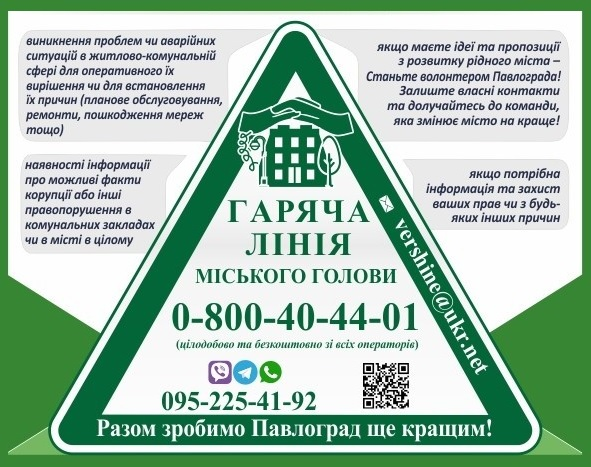 виникнення проблем чи аварійних
ситуацій в житлово-комунальній
сфері для оперативного їх
вирішення чи для встановлення
їх причин (планове обслуговування,
ремонти, пошкодження мереж
тощо)
якщо маєте ідеї та пропозиції
з розвитку рідного міста –
Станьте волонтером Павлограда!
Залиште власні контакти
та долучайтесь до команди,
яка змінює місто на краще!
наявності інформації
про можливі факти
корупції або інші
правопорушення в
комунальних закладах
чи в місті в цілому
якщо потрібна
інформація та захист
ваших прав чи з будь-
яких інших причин
ГАРЯЧА
ЛІНІЯ
МІСЬКОГО ГОЛОВИ
0-800-40-44-01
(цілодобово та безкоштовно зі всіх операторів)
vershine@ukr.net
095-225-41-92
Разом зробимо Павлоград ще кращим!